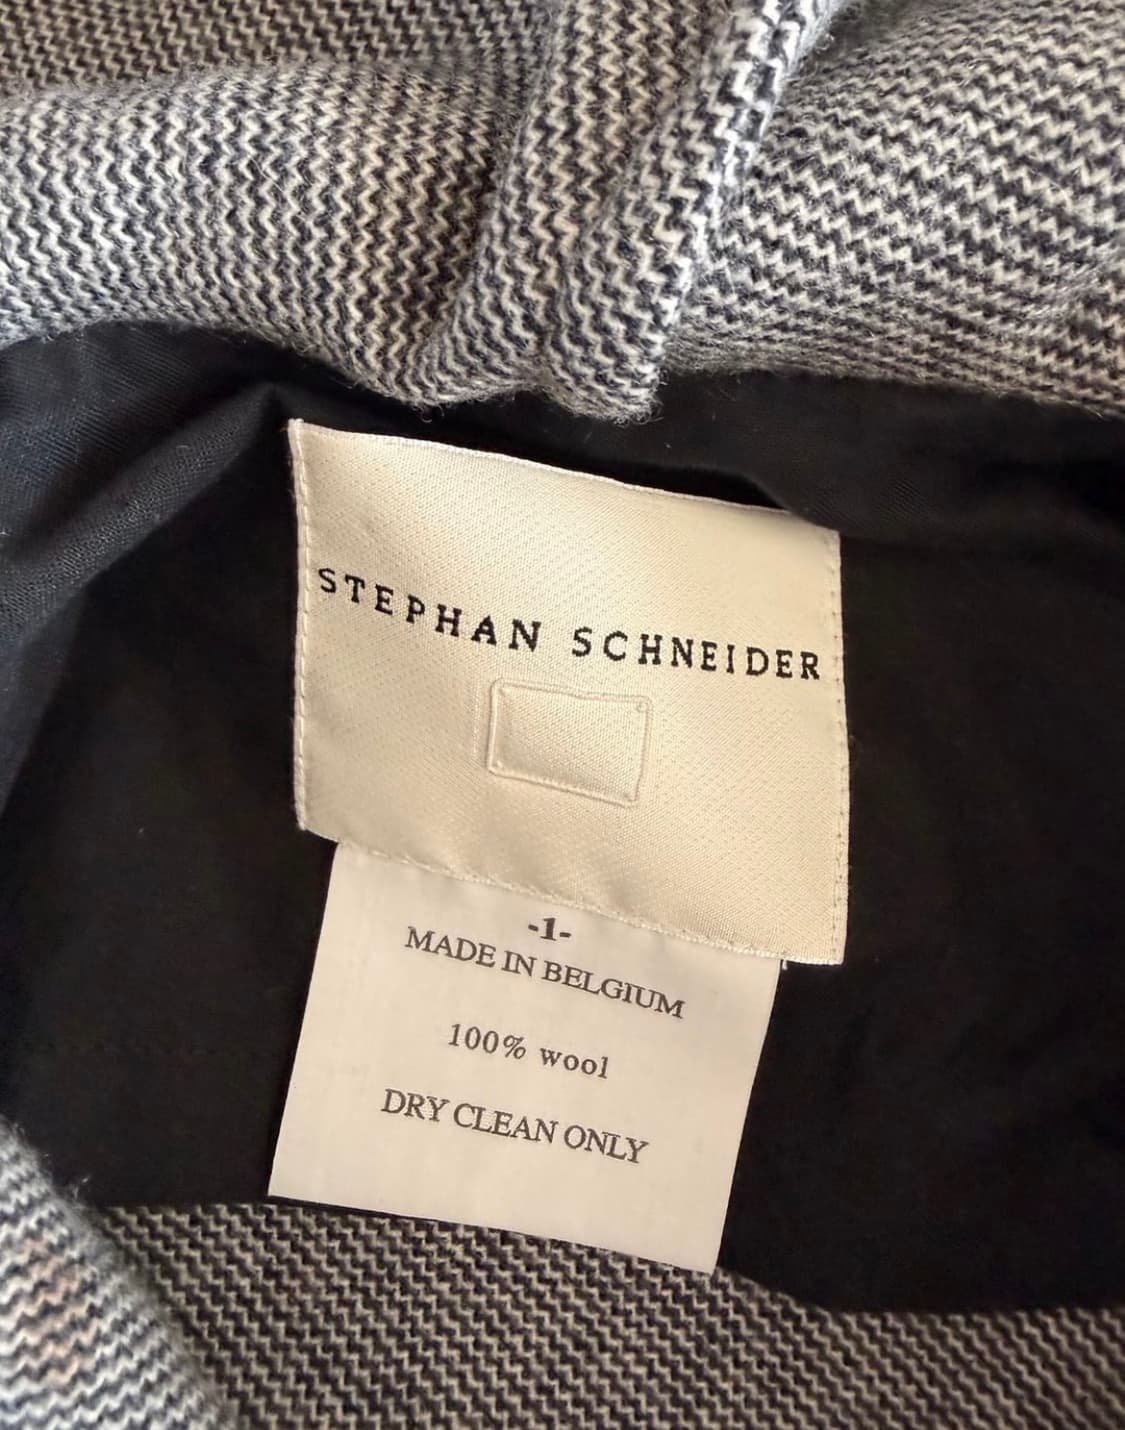 STEPHAN SCHNEIDER
-1-
MADE IN BELGIUM
100% wool
DRY CLEAN ONLY